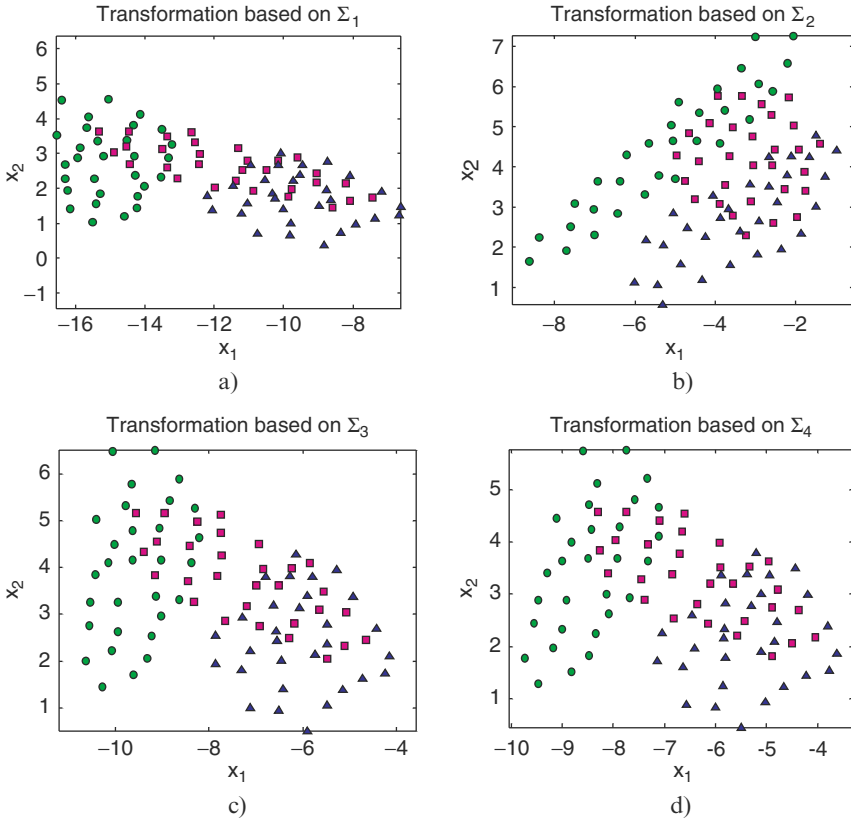 Transformation based on Σ1
6
5
4
3
2
1
0
−1
x2
−16
−14
−12
−10
−8
x1
a)
Transformation based on Σ2
7
6
5
4
3
2
1
x2
−8
−6
−4
−2
x1
b)
Transformation based on Σ3
6
5
4
3
2
1
x2
−10
−8
−6
−4
x1
c)
Transformation based on Σ4
5
4
3
2
1
x2
−10
−9
−8
−7
−6
-5
-4
x1
d)